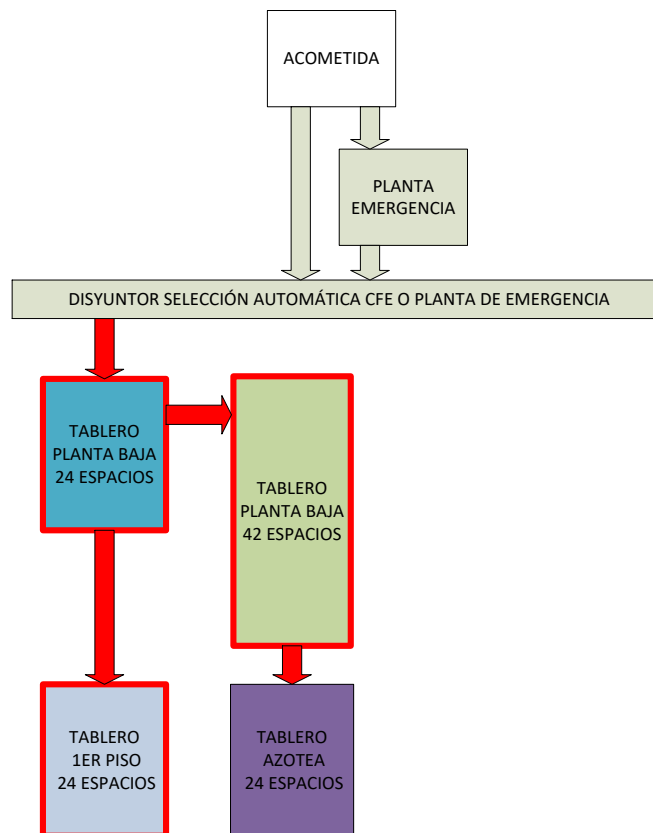 ACOMETIDA
PLANTA
EMERGENCIA
DISYUNTOR SELECCIÓN AUTOMÁTICA CFE O PLANTA DE EMERGENCIA
TABLERO
PLANTA BAJA
24 ESPACIOS
TABLERO
PLANTA BAJA
42 ESPACIOS
TABLERO
1ER PISO
24 ESPACIOS
TABLERO
AZOTEA
24 ESPACIOS